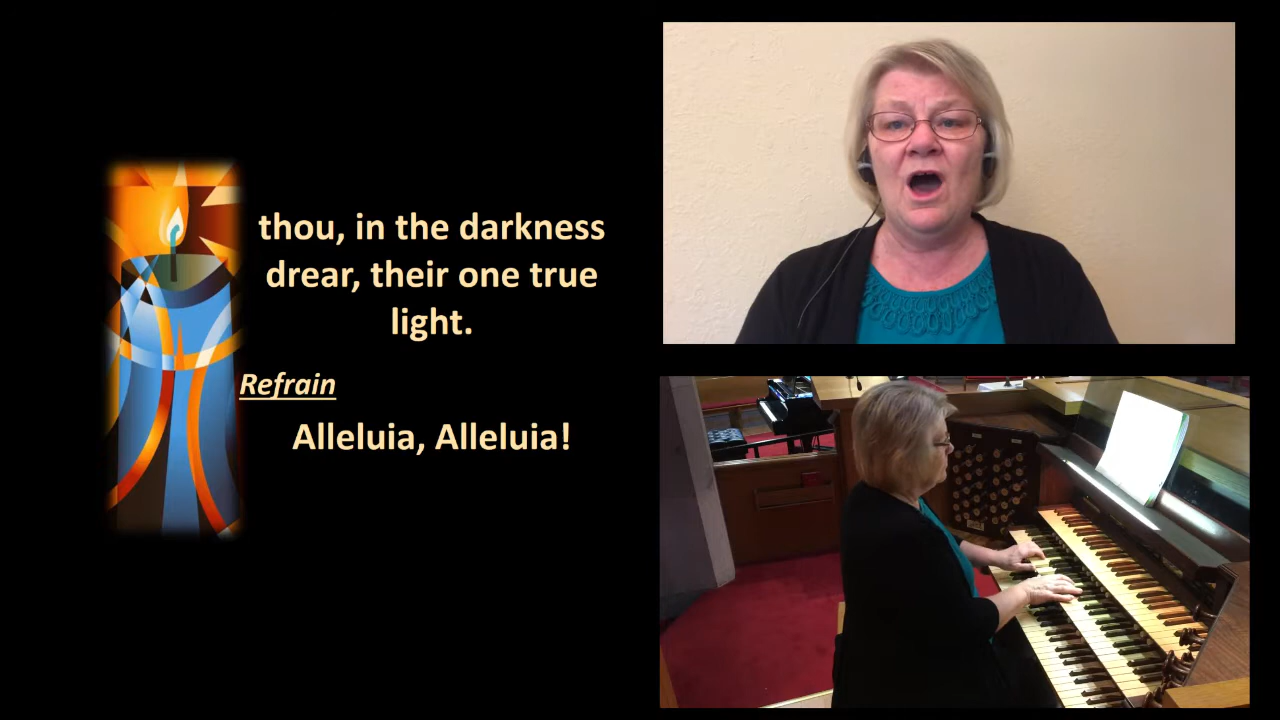 thou, in the darkness
drear, their one true
light.
Refrain
Alleluia, Alleluia!